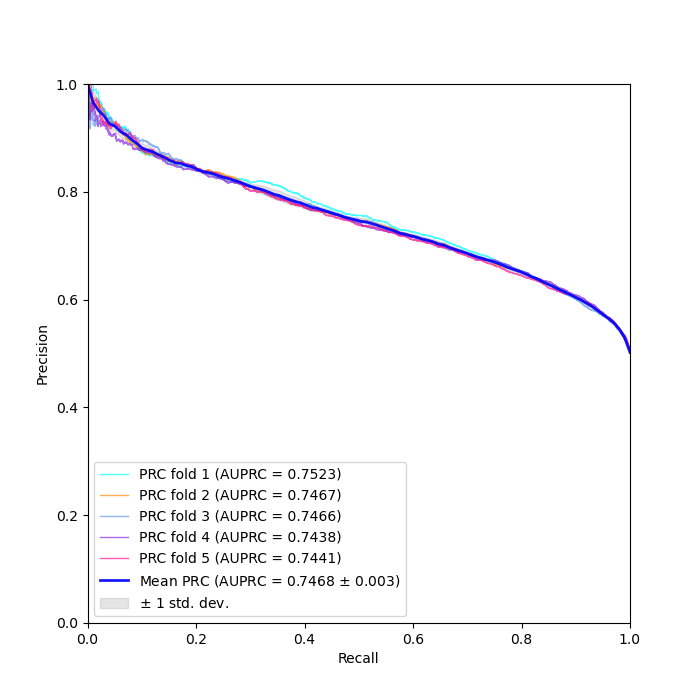 1.0
0.8
0.6
0.4
0.2
0.0
Precision
PRC fold 1 (AUPRC = 0.7523)
PRC fold 2 (AUPRC = 0.7467)
PRC fold 3 (AUPRC = 0.7466)
PRC fold 4 (AUPRC = 0.7438)
PRC fold 5 (AUPRC = 0.7441)
Mean PRC (AUPRC = 0.7468 ± 0.003)
± 1 std. dev.
0.0 0.2 0.4 0.6 0.8 1.0
Recall